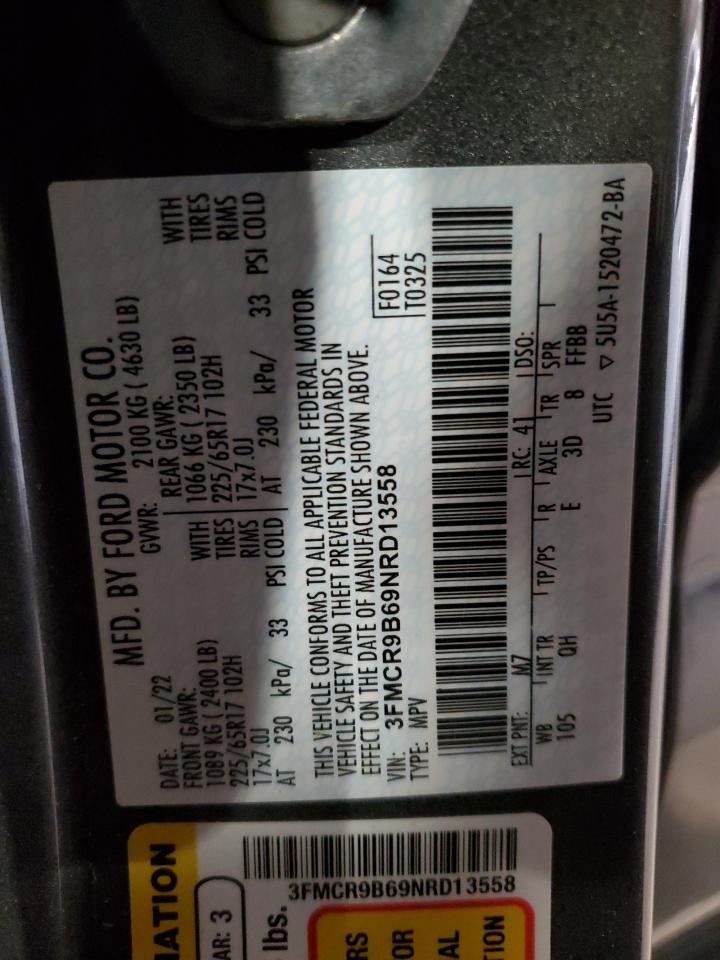 MFD. BY FORD MOTOR CO.
DATE: 01/22 GVWR: 2100 KG ( 4630 LB)
FRONT GAWR: REAR GAWR:
1089 KG ( 2400 LB) WITH 1066 KG ( 2350 LB) WITH
225/65R17 102H TIRES 225/65R17 102H TIRES
17x7.0J RIMS 17x7.0J RIMS
AT 230 kPa/ 33 PSI COLD AT 230 kPa/ 33 PSI COLD
THIS VEHICLE CONFORMS TO ALL APPLICABLE FEDERAL MOTOR
VEHICLE SAFETY AND THEFT PREVENTION STANDARDS IN
EFFECT ON THE DATE OF MANUFACTURE SHOWN ABOVE.
VIN: 3FMCR9B69NRD13558 F0164
TYPE: MPV T0325
EXT PNT: M7 RC: 41 DSO:
WB INT TR TP/PS R AXLE TR SPR
105 QH E 3D 8 FFBB
UTC ▽ 5U5A-1520472-BA
3FMCR9B69NRD13558
AR: 3
lbs.